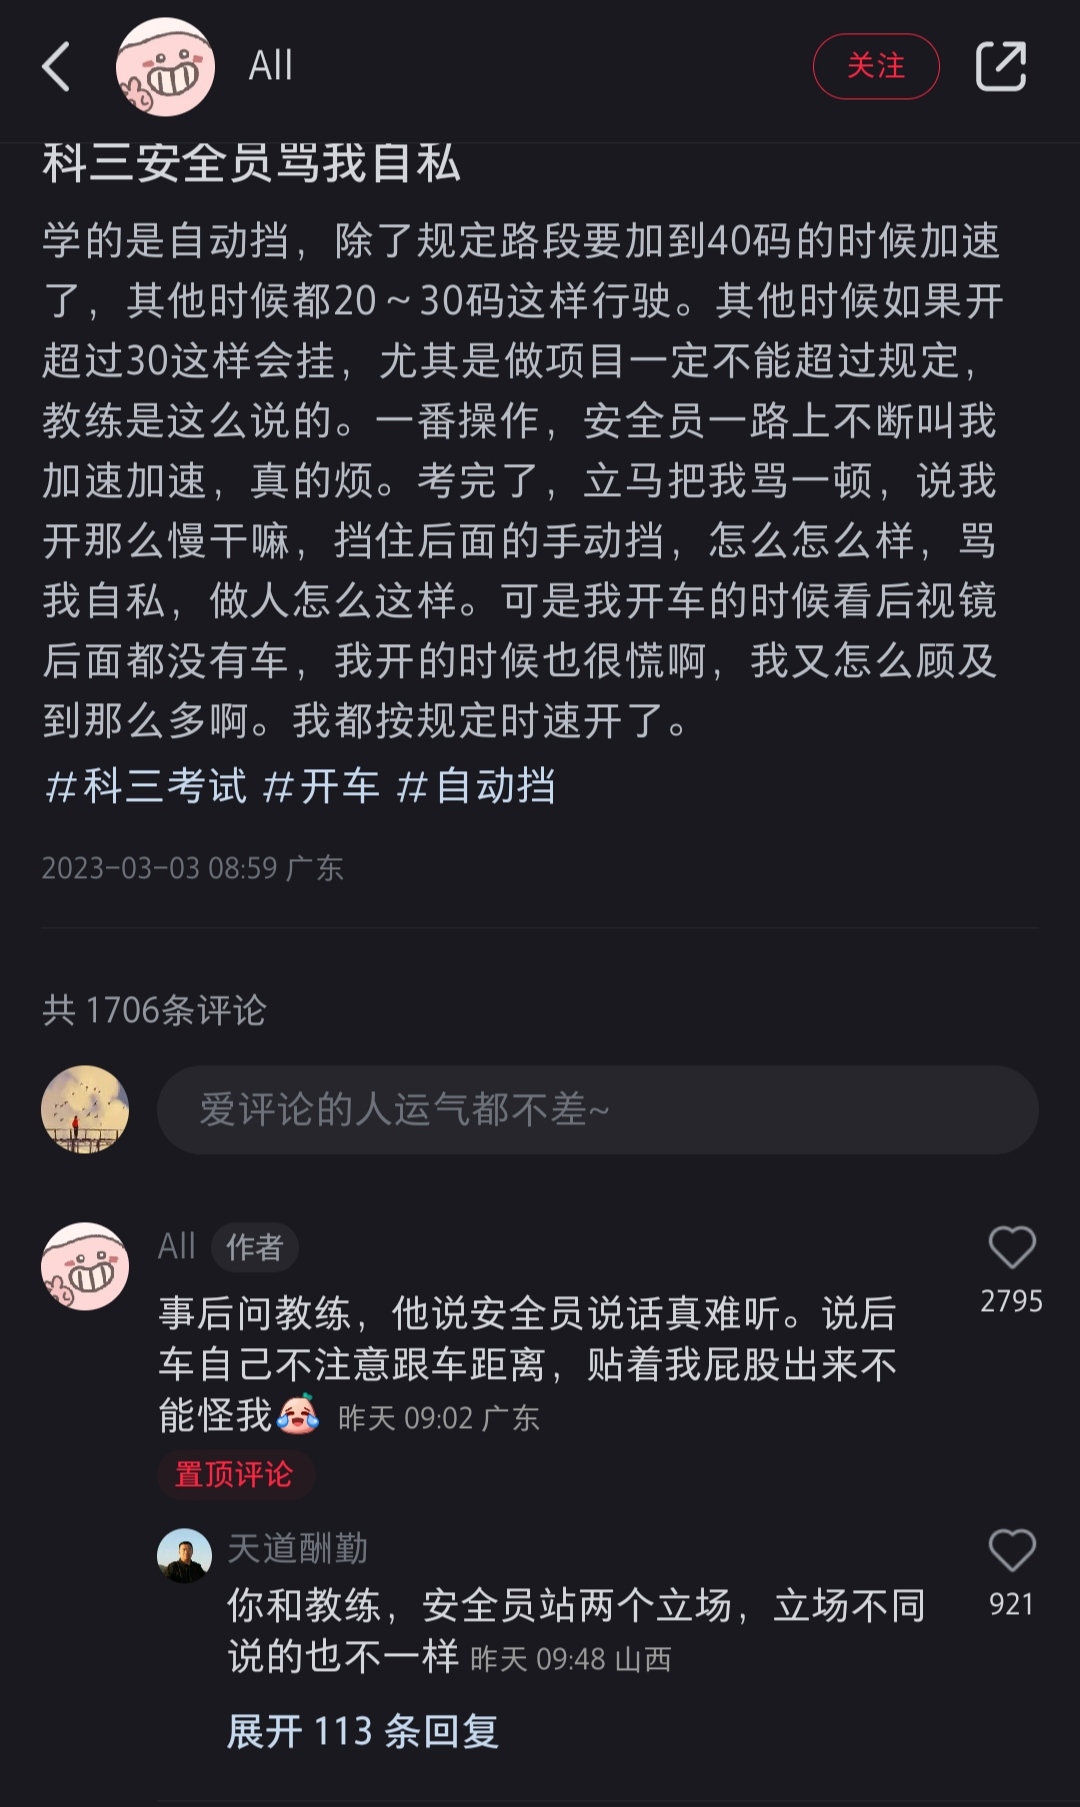 All
关注
科三安全员骂我自私
学的是自动挡，除了规定路段要加到40码的时候加速
了，其他时候都20～30码这样行驶。其他时候如果开
超过30这样会挂，尤其是做项目一定不能超过规定，
教练是这么说的。一番操作，安全员一路上不断叫我
加速加速，真的烦。考完了，立马把我骂一顿，说我
开那么慢干嘛，挡住后面的手动挡，怎么怎么样，骂
我自私，做人怎么这样。可是我开车的时候看后视镜
后面都没有车，我开的时候也很慌啊，我又怎么顾及
到那么多啊。我都按规定时速开了。
#科三考试 #开车 #自动挡
2023-03-03 08:59 广东
共 1706条评论
爱评论的人运气都不差~
All 作者
事后问教练，他说安全员说话真难听。说后
车自己不注意跟车距离，贴着我屁股出来不
能怪我 昨天 09:02 广东
2795
置顶评论
天道酬勤
你和教练，安全员站两个立场，立场不同
说的也不一样 昨天 09:48 山西
921
展开 113 条回复